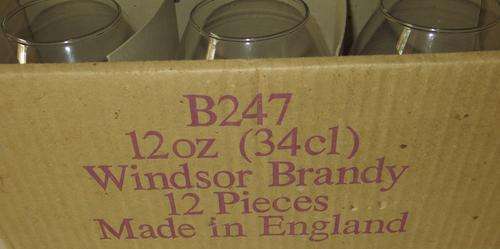 B247
12oz (34cl)
Windsor Brandy
12 Pieces
Made in England